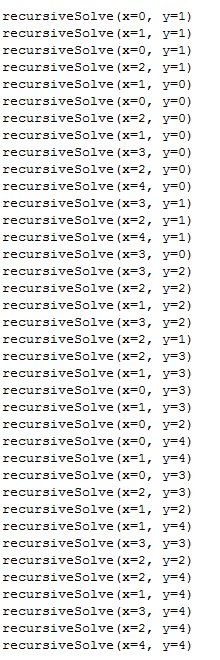 recursiveSolve(x=0, y=1)
recursiveSolve(x=1, y=1)
recursiveSolve(x=0, y=1)
recursiveSolve(x=2, y=1)
recursiveSolve(x=1, y=0)
recursiveSolve(x=0, y=0)
recursiveSolve(x=2, y=0)
recursiveSolve(x=1, y=0)
recursiveSolve(x=3, y=0)
recursiveSolve(x=2, y=0)
recursiveSolve(x=4, y=0)
recursiveSolve(x=3, y=1)
recursiveSolve(x=2, y=1)
recursiveSolve(x=4, y=1)
recursiveSolve(x=3, y=0)
recursiveSolve(x=3, y=2)
recursiveSolve(x=2, y=2)
recursiveSolve(x=1, y=2)
recursiveSolve(x=3, y=2)
recursiveSolve(x=2, y=1)
recursiveSolve(x=2, y=3)
recursiveSolve(x=1, y=3)
recursiveSolve(x=0, y=3)
recursiveSolve(x=1, y=3)
recursiveSolve(x=0, y=2)
recursiveSolve(x=0, y=4)
recursiveSolve(x=1, y=4)
recursiveSolve(x=0, y=3)
recursiveSolve(x=2, y=3)
recursiveSolve(x=1, y=2)
recursiveSolve(x=1, y=4)
recursiveSolve(x=3, y=3)
recursiveSolve(x=2, y=2)
recursiveSolve(x=2, y=4)
recursiveSolve(x=1, y=4)
recursiveSolve(x=3, y=4)
recursiveSolve(x=2, y=4)
recursiveSolve(x=4, y=4)